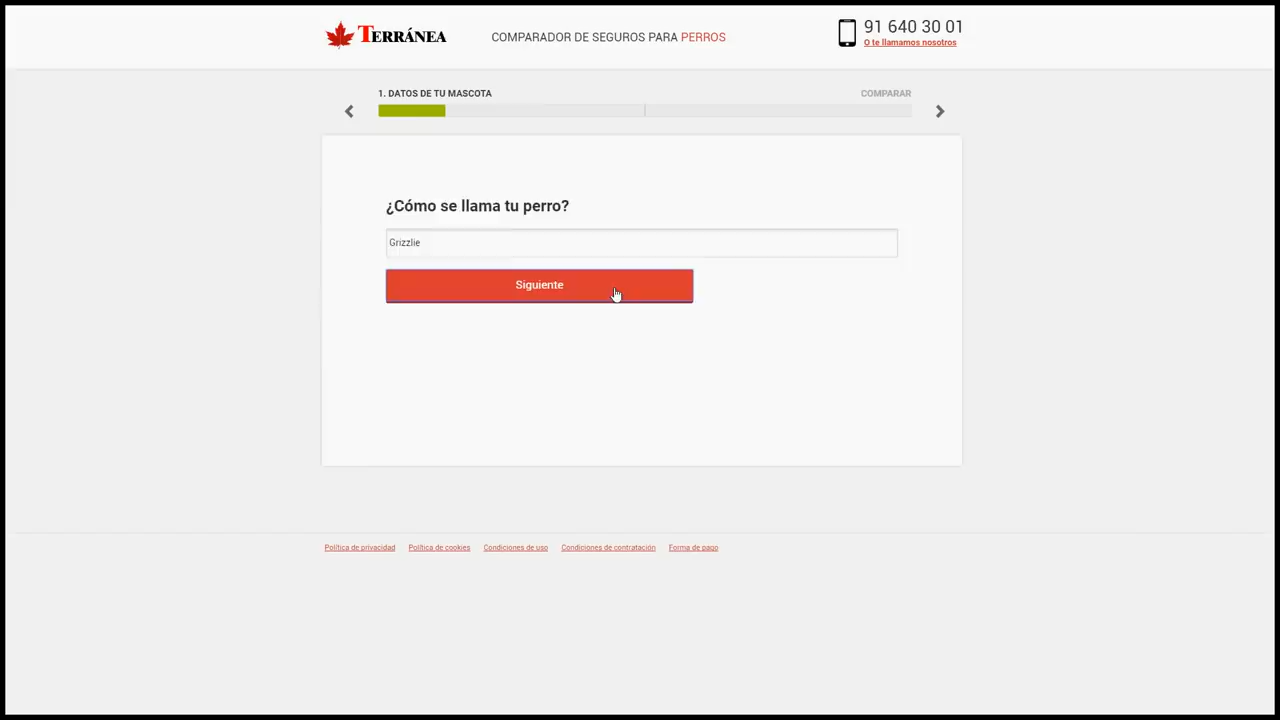 TERRÁNEA
COMPARADOR DE SEGUROS PARA PERROS
91 640 30 01
O te llamamos nosotros
1. DATOS DE TU MASCOTA
COMPARAR
¿Cómo se llama tu perro?
Grizzlie
Siguiente
Política de privacidad Política de cookies Condiciones de uso Condiciones de contratación Forma de pago